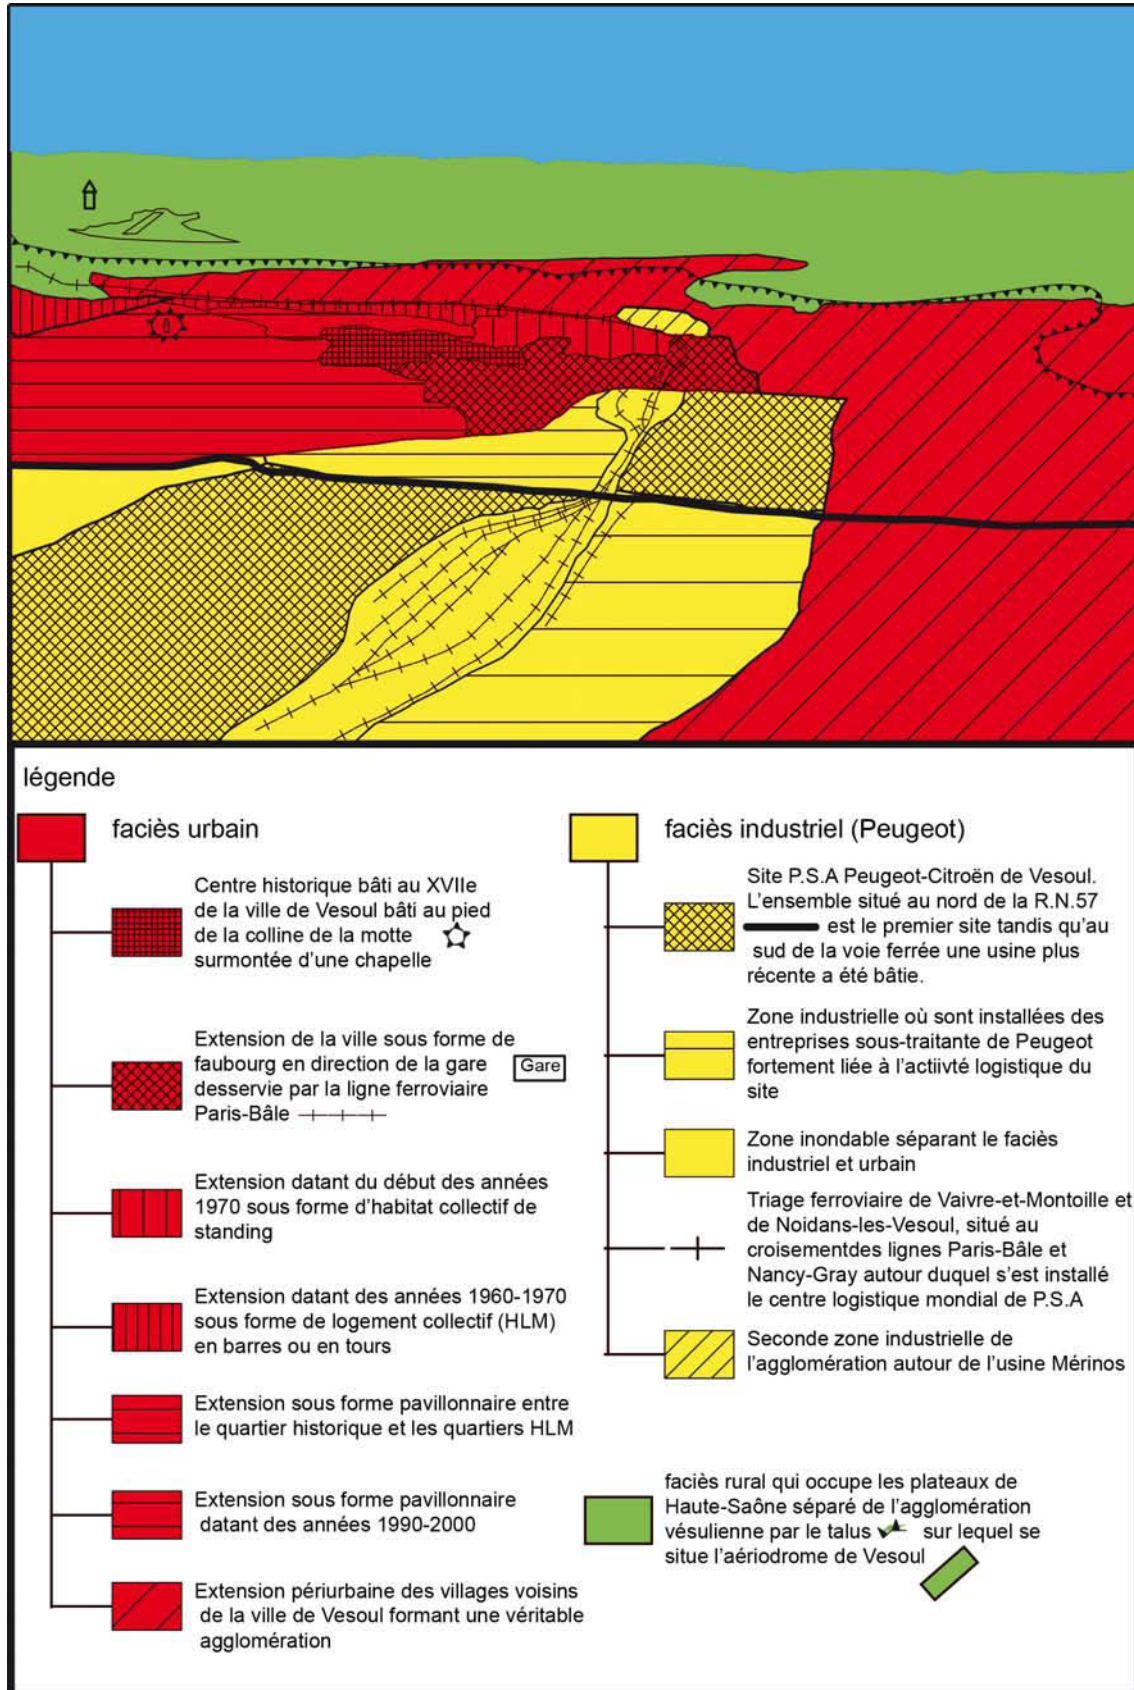 légende
faciès urbain
Centre historique bâti au XVIIe
de la ville de Vesoul bâti au pied
de la colline de la motte
surmontée d'une chapelle
Extension de la ville sous forme de
faubourg en direction de la gare
Gare
desservie par la ligne ferroviaire
Paris-Bâle
Extension datant du début des années
1970 sous forme d'habitat collectif de
standing
Extension datant des années 1960-1970
sous forme de logement collectif (HLM)
en barres ou en tours
Extension sous forme pavillonnaire entre
le quartier historique et les quartiers HLM
Extension sous forme pavillonnaire
datant des années 1990-2000
Extension périurbaine des villages voisins
de la ville de Vesoul formant une véritable
agglomération
faciès industriel (Peugeot)
Site P.S.A Peugeot-Citroën de Vesoul.
L'ensemble situé au nord de la R.N.57
est le premier site tandis qu'au
sud de la voie ferrée une usine plus
récente a été bâtie.
Zone industrielle où sont installées des
entreprises sous-traitante de Peugeot
fortement liée à l'actiivté logistique du
site
Zone inondable séparant le faciès
industriel et urbain
Triage ferroviaire de Vaivre-et-Montoille et
de Noidans-les-Vesoul, situé au
croisementdes lignes Paris-Bâle et
Nancy-Gray autour duquel s'est installé
le centre logistique mondial de P.S.A
Seconde zone industrielle de
l'agglomération autour de l'usine Mérinos
faciès rural qui occupe les plateaux de
Haute-Saône séparé de l'agglomération
vésulienne par le talus sur lequel se
situe l'aériodrome de Vesoul